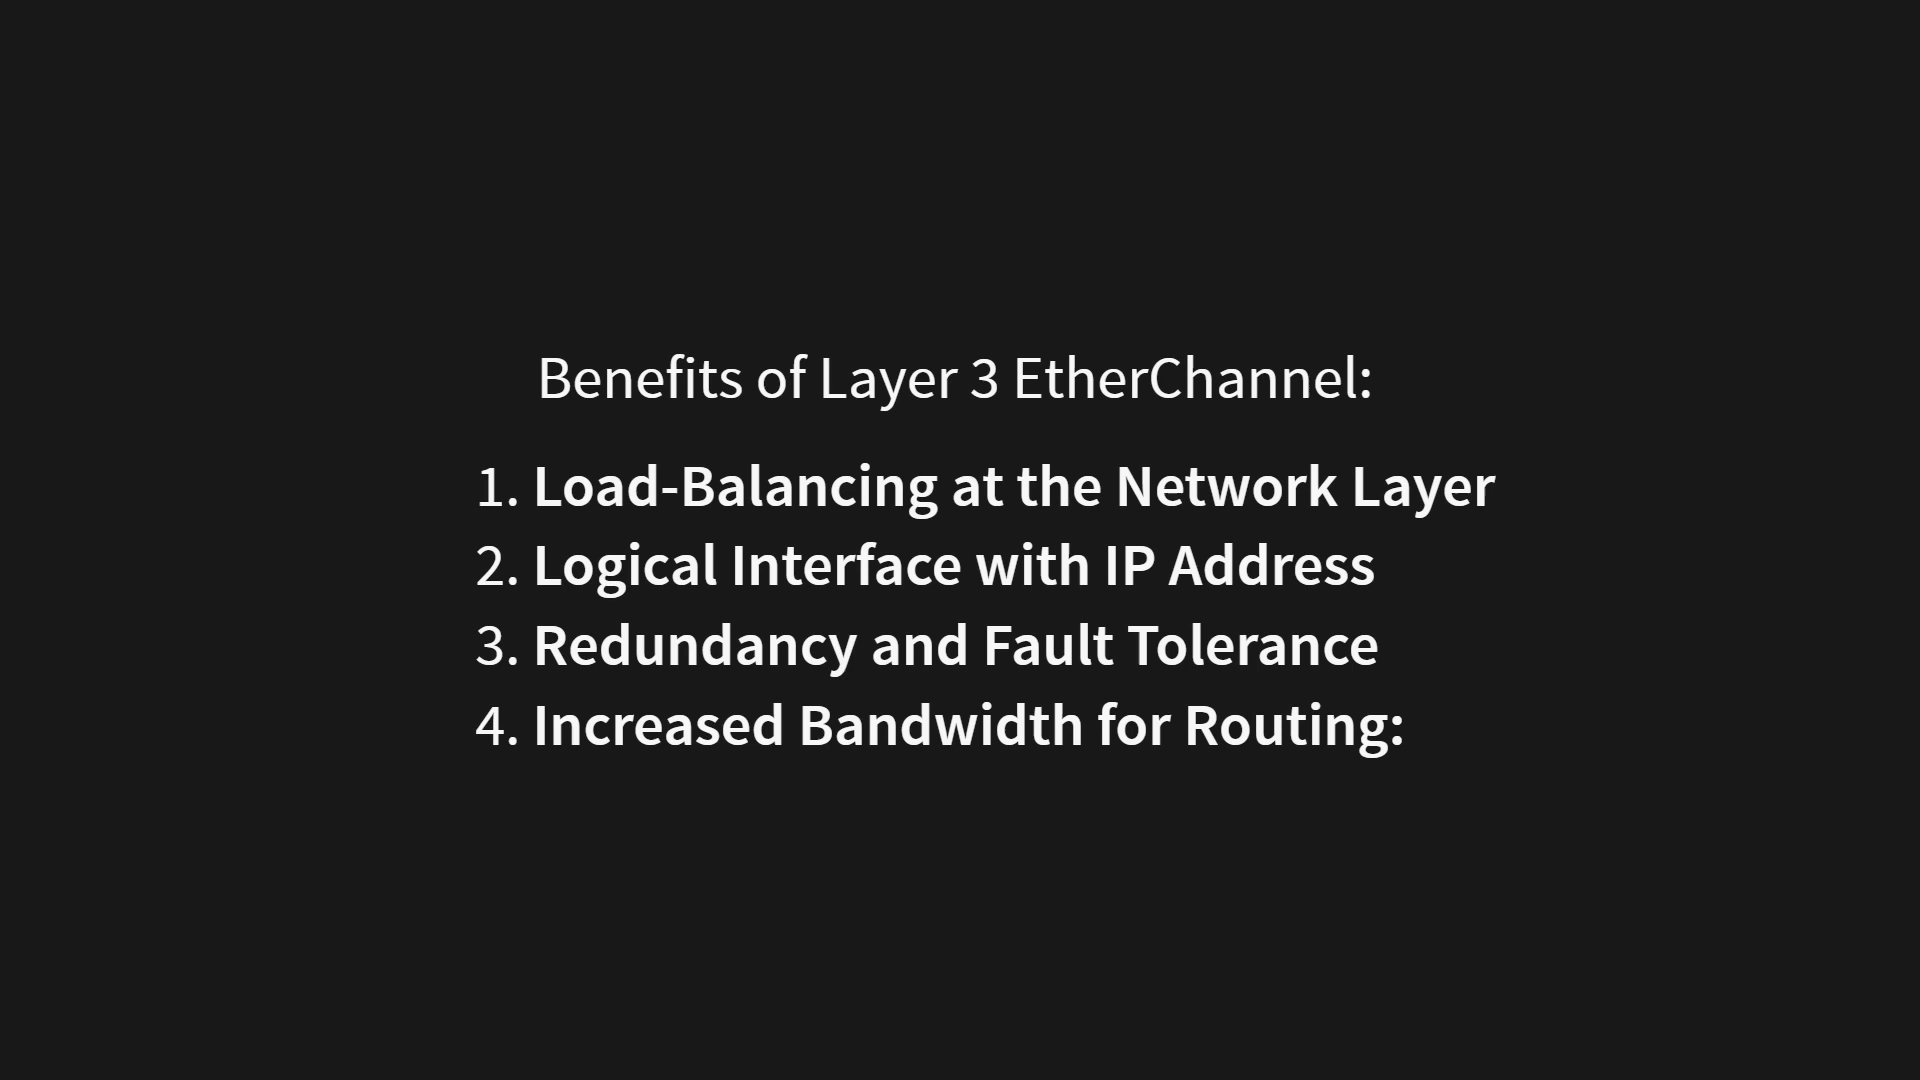 Benefits of Layer 3 EtherChannel:
1. Load-Balancing at the Network Layer
2. Logical Interface with IP Address
3. Redundancy and Fault Tolerance
4. Increased Bandwidth for Routing: